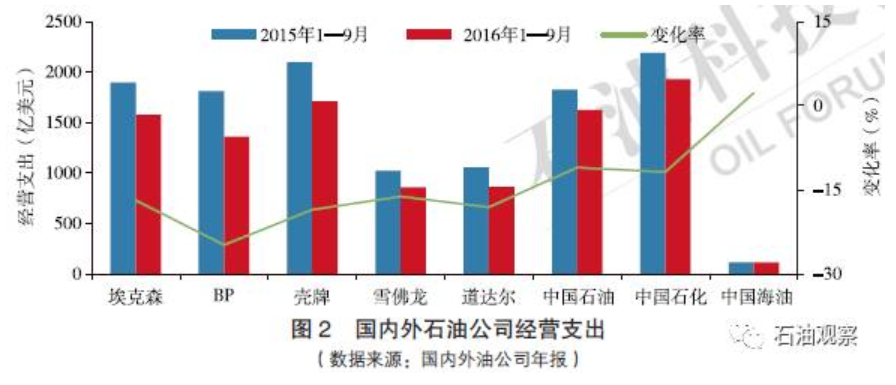 2015年1—9月 2016年1—9月 变化率
经营支出（亿美元）
2500
2000
1500
1000
500
0
15
0
−15
−30
变化率（%）
埃克森 BP 壳牌 雪佛龙 道达尔 中国石油 中国石化 中国海油
图 2 国内外石油公司经营支出
（数据来源：国内外油公司年报）
石油科技
OIL FORUM
石油观察